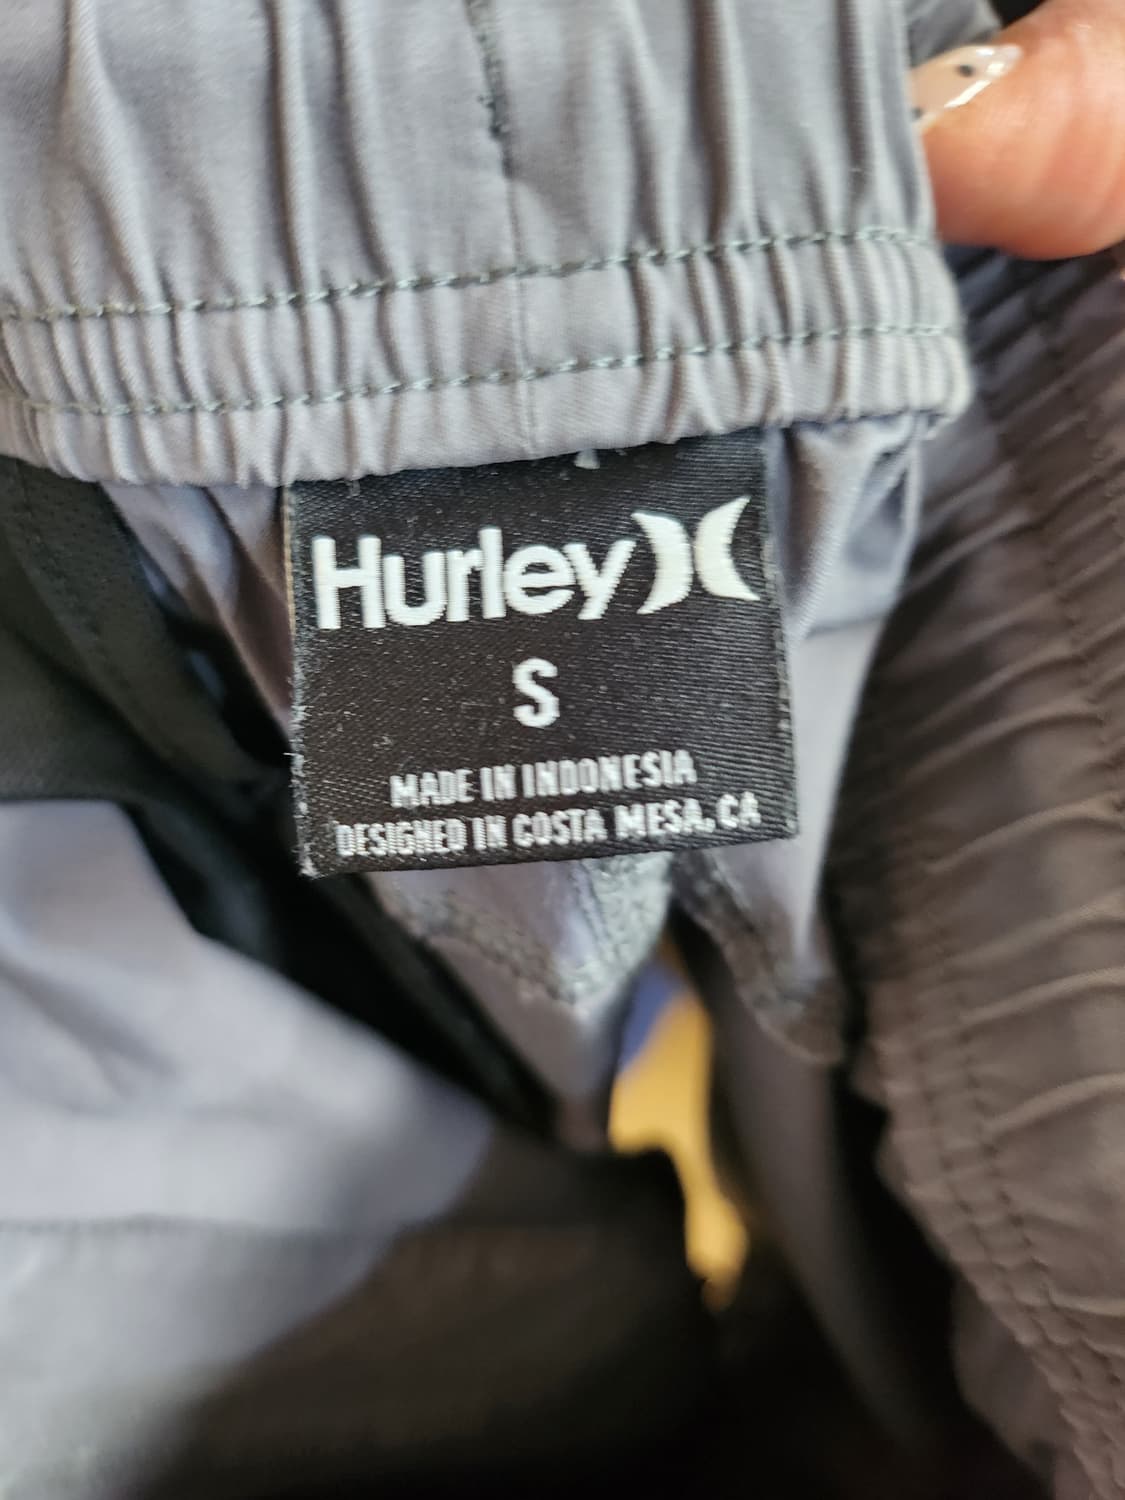 Hurley
S
MADE IN INDONESIA
DESIGNED IN COSTA MESA, CA